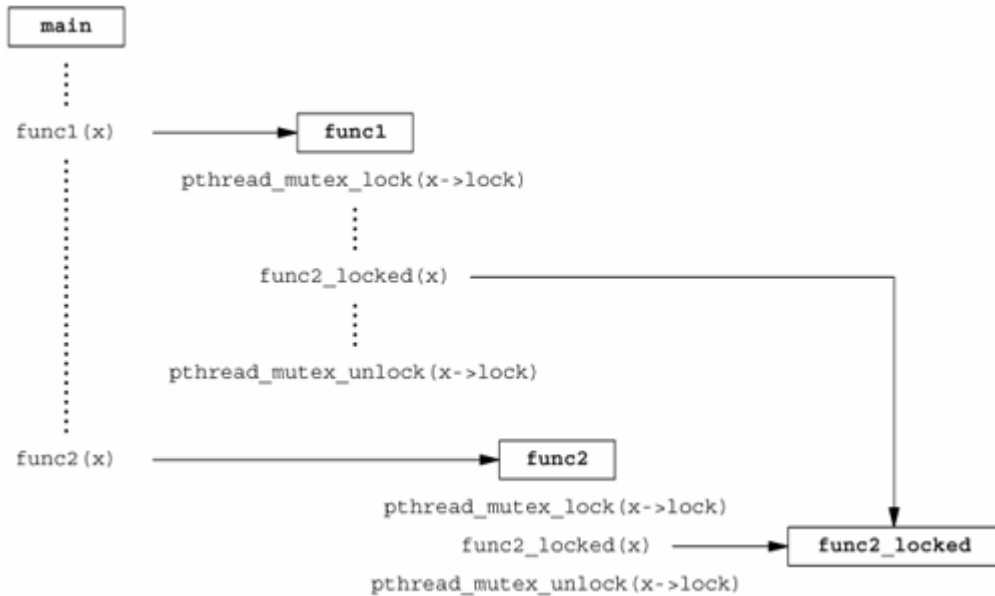 main
func1(x)
func1
pthread_mutex_lock(x->lock)
func2_locked(x)
pthread_mutex_unlock(x->lock)
func2(x)
func2
pthread_mutex_lock(x->lock)
func2_locked(x)
func2_locked
pthread_mutex_unlock(x->lock)